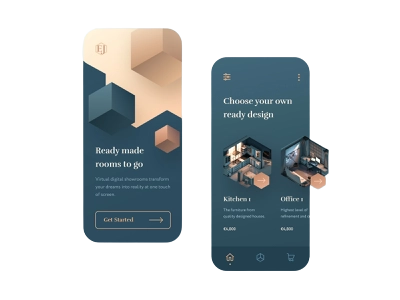 Ready made
rooms to go
Virtual digital showrooms transform
your dreams into reality at one touch
of screen.
Get Started
Choose your own
ready design
Kitchen 1
Office 1
The furniture from
quality designed houses.
Highest level of
refinement and
€4,800
€6,800